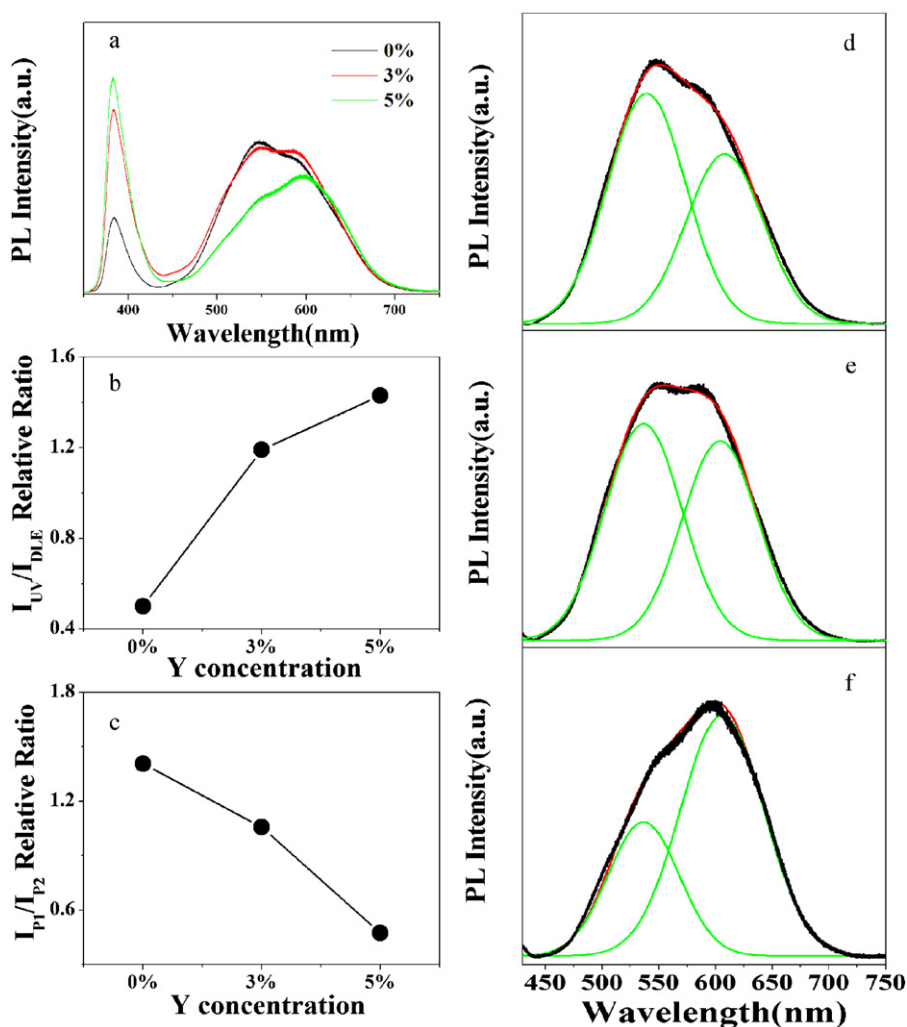 a
0%
3%
5%
PL Intensity(a.u.)
400 500 600 700
Wavelength(nm)
b
1.6
1.2
0.8
0.4
I_UV/I_DLE Relative Ratio
0% 3% 5%
Y concentration
c
1.8
1.2
0.6
I_P1/I_P2 Relative Ratio
0% 3% 5%
Y concentration
d
PL Intensity(a.u.)
e
PL Intensity(a.u.)
f
PL Intensity(a.u.)
450 500 550 600 650 700 750
Wavelength(nm)